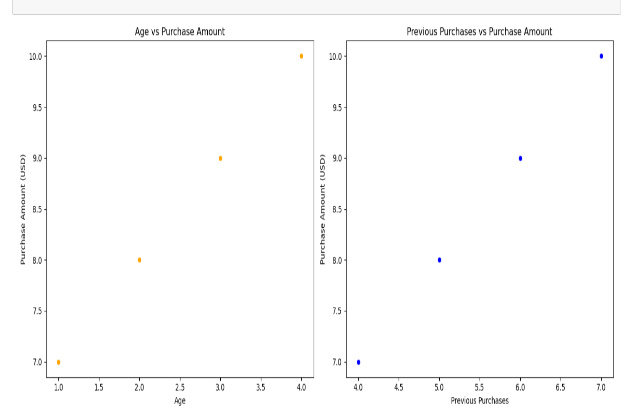 Age vs Purchase Amount
Purchase Amount (USD)
10.0
9.5
9.0
8.5
8.0
7.5
7.0
1.0 1.5 2.0 2.5 3.0 3.5 4.0
Age
Previous Purchases vs Purchase Amount
Purchase Amount (USD)
10.0
9.5
9.0
8.5
8.0
7.5
7.0
4.0 4.5 5.0 5.5 6.0 6.5 7.0
Previous Purchases